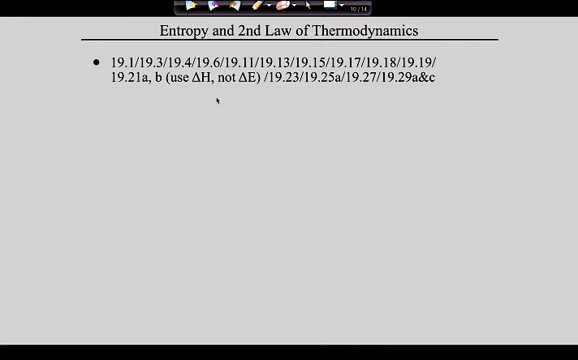 10 / 14
Entropy and 2nd Law of Thermodynamics
● 19.1/19.3/19.4/19.6/19.11/19.13/19.15/19.17/19.18/19.19/
19.21a, b (use ΔH, not ΔE) /19.23/19.25a/19.27/19.29a&c